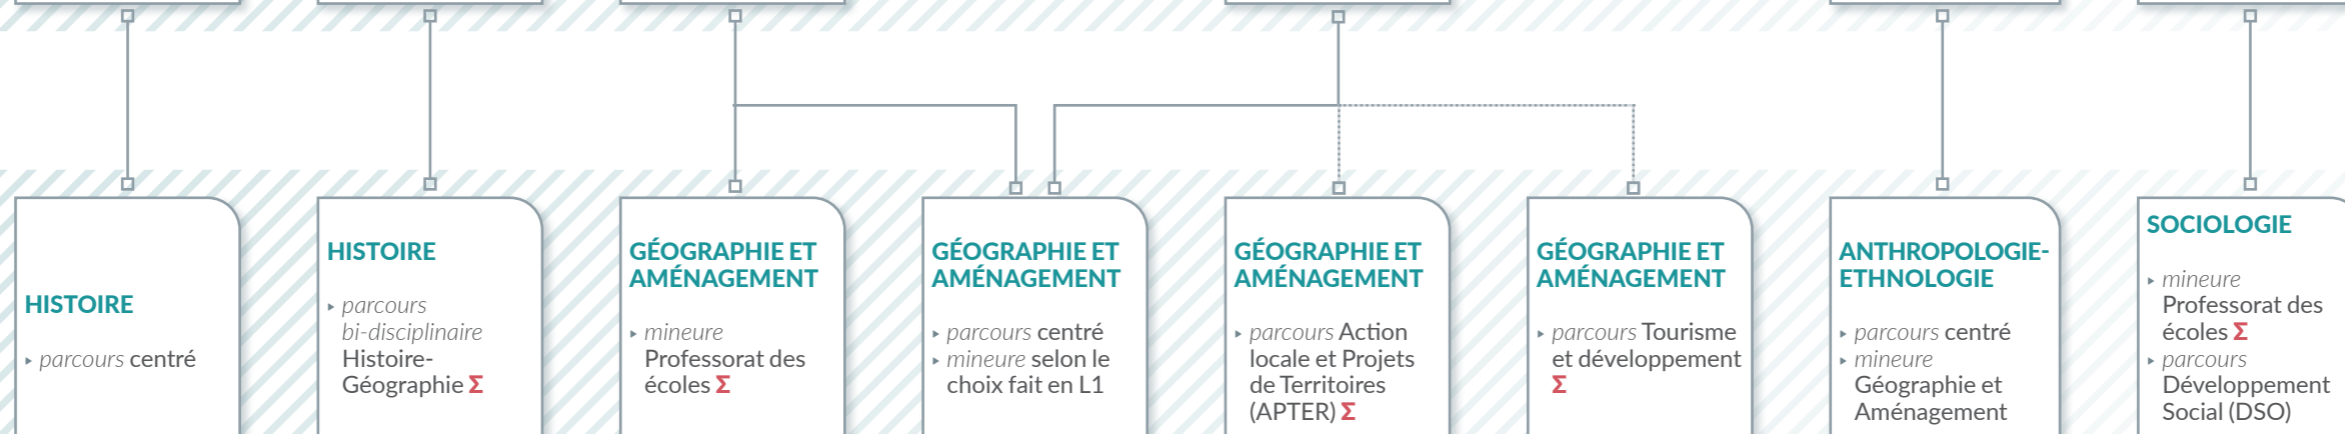 HISTOIRE
▸ parcours centré
HISTOIRE
▸ parcours
bi-disciplinaire
Histoire-
Géographie Σ
GÉOGRAPHIE ET
AMÉNAGEMENT
▸ mineure
Professorat des
écoles Σ
GÉOGRAPHIE ET
AMÉNAGEMENT
▸ parcours centré
▸ mineure selon le
choix fait en L1
GÉOGRAPHIE ET
AMÉNAGEMENT
▸ parcours Action
locale et Projets
de Territoires
(APTER) Σ
GÉOGRAPHIE ET
AMÉNAGEMENT
▸ parcours Tourisme
et développement
Σ
ANTHROPOLOGIE-
ETHNOLOGIE
▸ parcours centré
▸ mineure
Géographie et
Aménagement
SOCIOLOGIE
▸ mineure
Professorat des
écoles Σ
▸ parcours
Développement
Social (DSO)